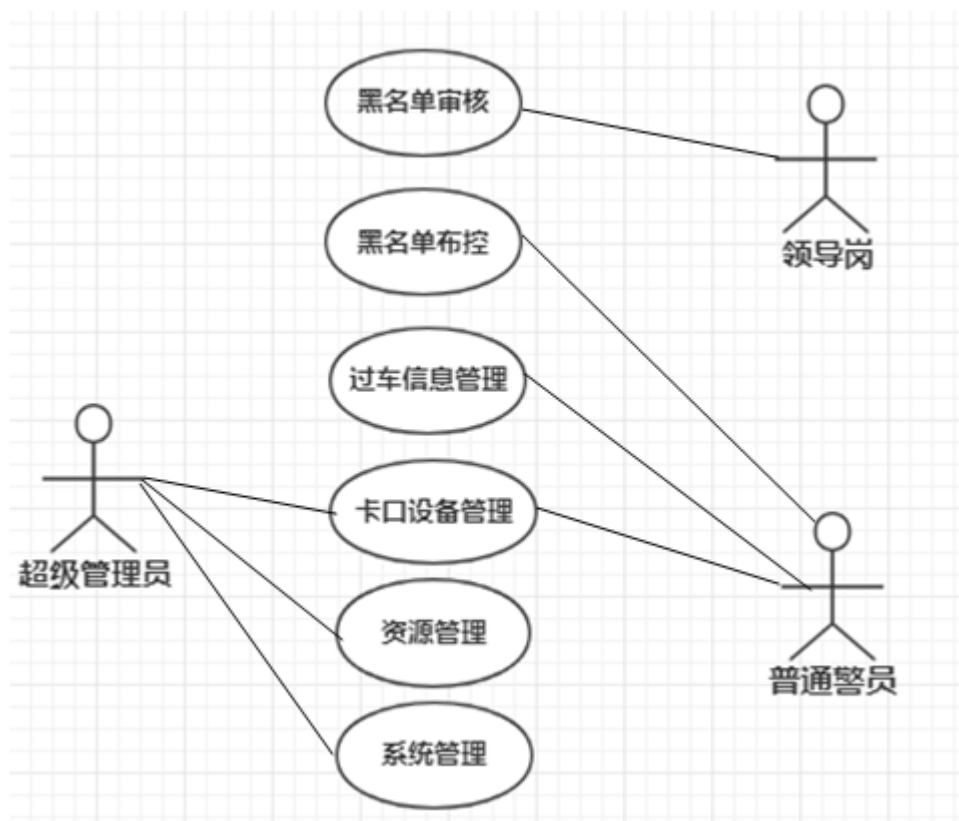 黑名单审核
领导岗
黑名单布控
过车信息管理
卡口设备管理
超级管理员
资源管理
普通警员
系统管理